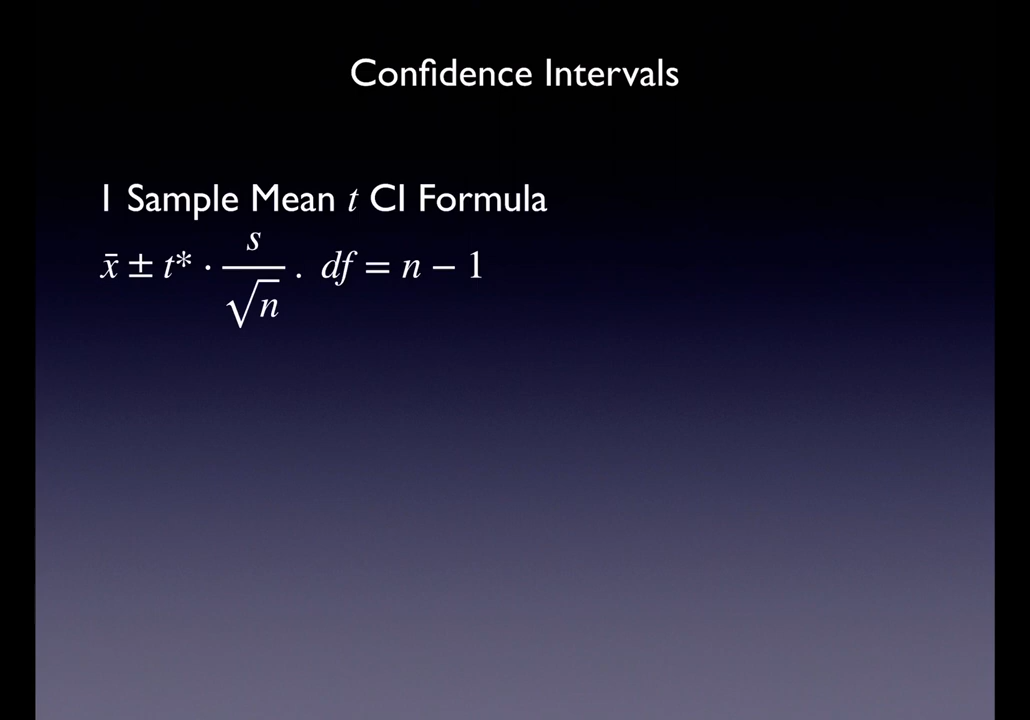 Confidence Intervals
1 Sample Mean t CI Formula
x̄ ± t* · s/√n . df = n − 1